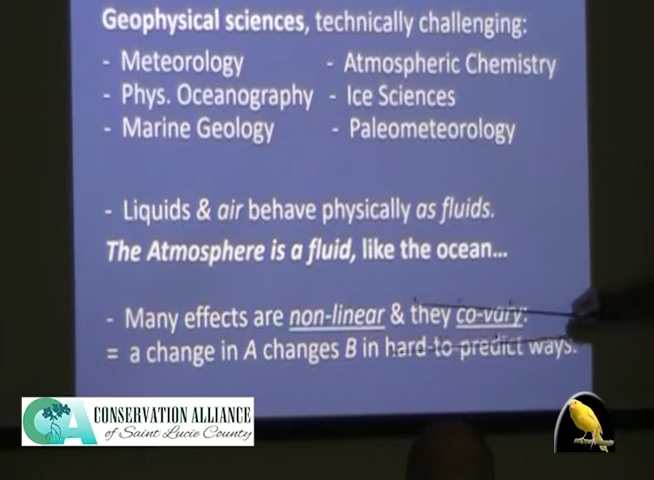 Geophysical sciences, technically challenging:
- Meteorology - Atmospheric Chemistry
- Phys. Oceanography - Ice Sciences
- Marine Geology - Paleometeorology
- Liquids & air behave physically as fluids.
The Atmosphere is a fluid, like the ocean...
- Many effects are non-linear & they co-vary:
= a change in A changes B in hard-to-predict ways.
CA CONSERVATION ALLIANCE
of Saint Lucie County